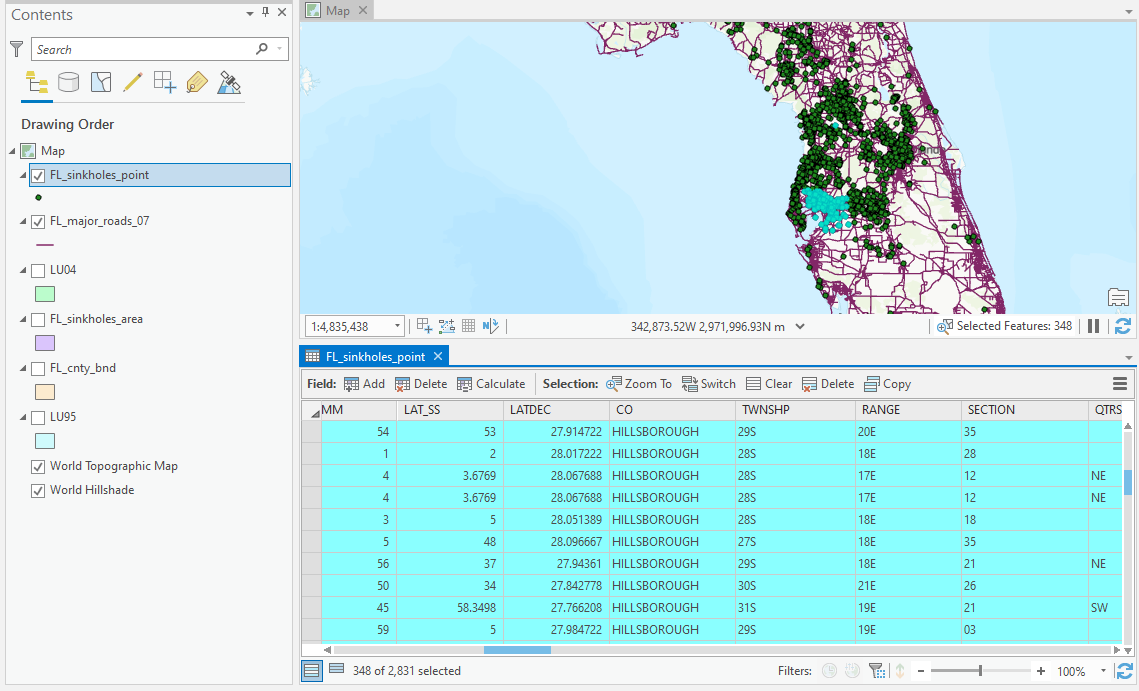 Contents
Search
Drawing Order
Map
FL_sinkholes_point
FL_major_roads_07
LU04
FL_sinkholes_area
FL_cnty_bnd
LU95
World Topographic Map
World Hillshade
Map
1:4,835,438
342,873.52W 2,971,996.93N m
Selected Features: 348
FL_sinkholes_point
Field: Add Delete Calculate Selection: Zoom To Switch Clear Delete Copy
MM LAT_SS LATDEC CO TWNSHP RANGE SECTION QTRS
54 53 27.914722 HILLSBOROUGH 29S 20E 35
1 2 28.017222 HILLSBOROUGH 28S 18E 28
4 3.6769 28.067688 HILLSBOROUGH 28S 17E 12 NE
4 3.6769 28.067688 HILLSBOROUGH 28S 17E 12 NE
3 5 28.051389 HILLSBOROUGH 28S 18E 18
5 48 28.096667 HILLSBOROUGH 27S 18E 35
56 37 27.94361 HILLSBOROUGH 29S 18E 21 NE
50 34 27.842778 HILLSBOROUGH 30S 21E 26
45 58.3498 27.766208 HILLSBOROUGH 31S 19E 21 SW
59 5 27.984722 HILLSBOROUGH 29S 19E 03
348 of 2,831 selected
Filters:
- + 100%